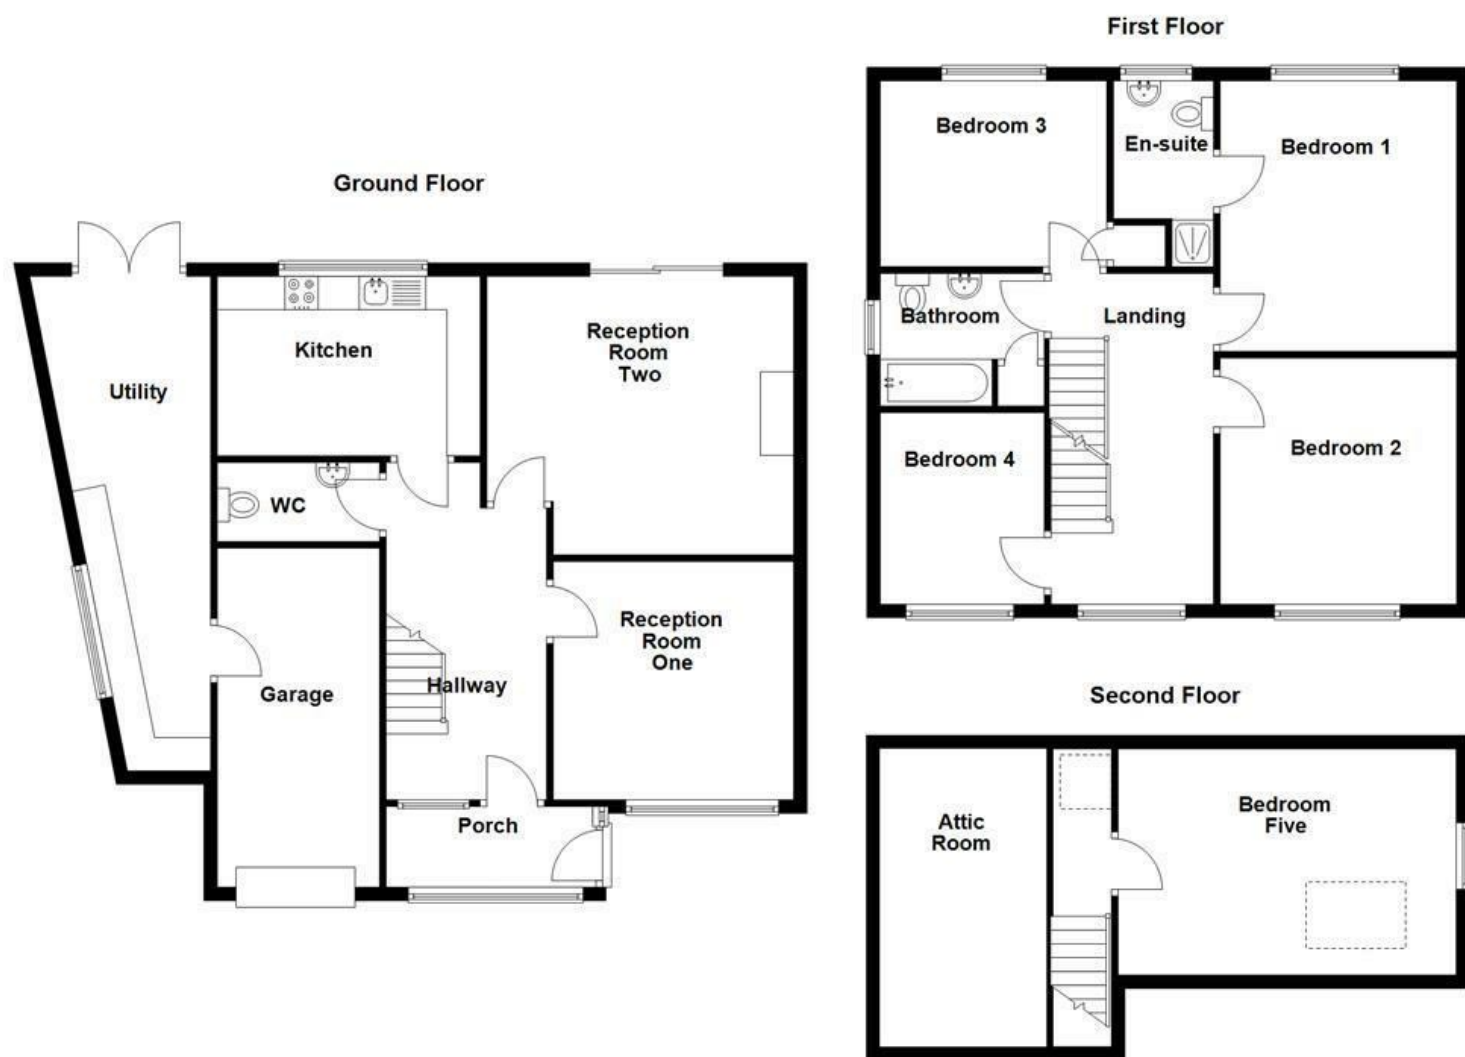 Ground Floor
Utility
Kitchen
Reception
Room
Two
WC
Garage
Hallway
Reception
Room
One
Porch
First Floor
Bedroom 3
En-suite
Bedroom 1
Bathroom
Landing
Bedroom 4
Bedroom 2
Second Floor
Attic
Room
Bedroom
Five